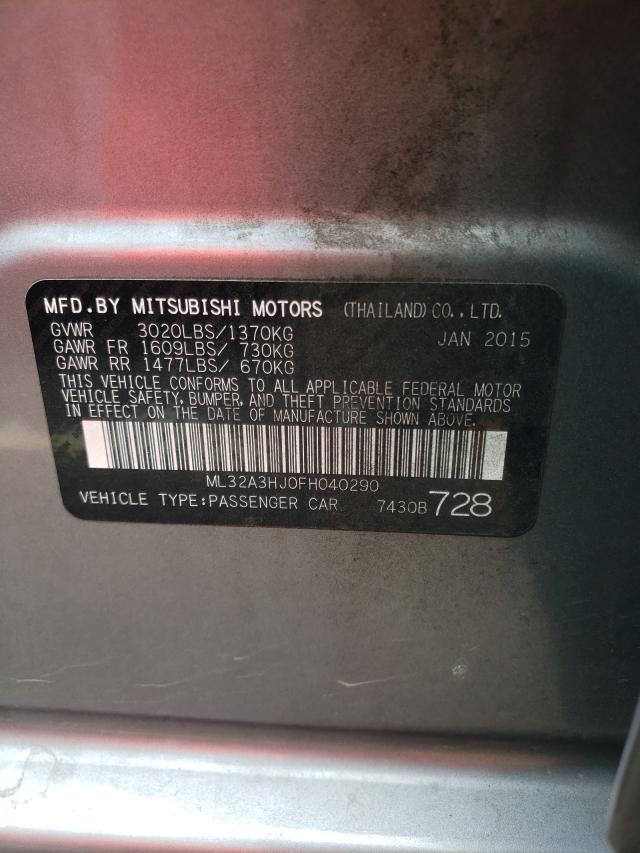 MFD.BY MITSUBISHI MOTORS (THAILAND)CO.,LTD.
GVWR 3020LBS/1370KG JAN 2015
GAWR FR 1609LBS/ 730KG
GAWR RR 1477LBS/ 670KG
THIS VEHICLE CONFORMS TO ALL APPLICABLE FEDERAL MOTOR
VEHICLE SAFETY, BUMPER, AND THEFT PREVENTION STANDARDS
IN EFFECT ON THE DATE OF MANUFACTURE SHOWN ABOVE.
ML32A3HJ0FH040290
VEHICLE TYPE:PASSENGER CAR 7430B 728